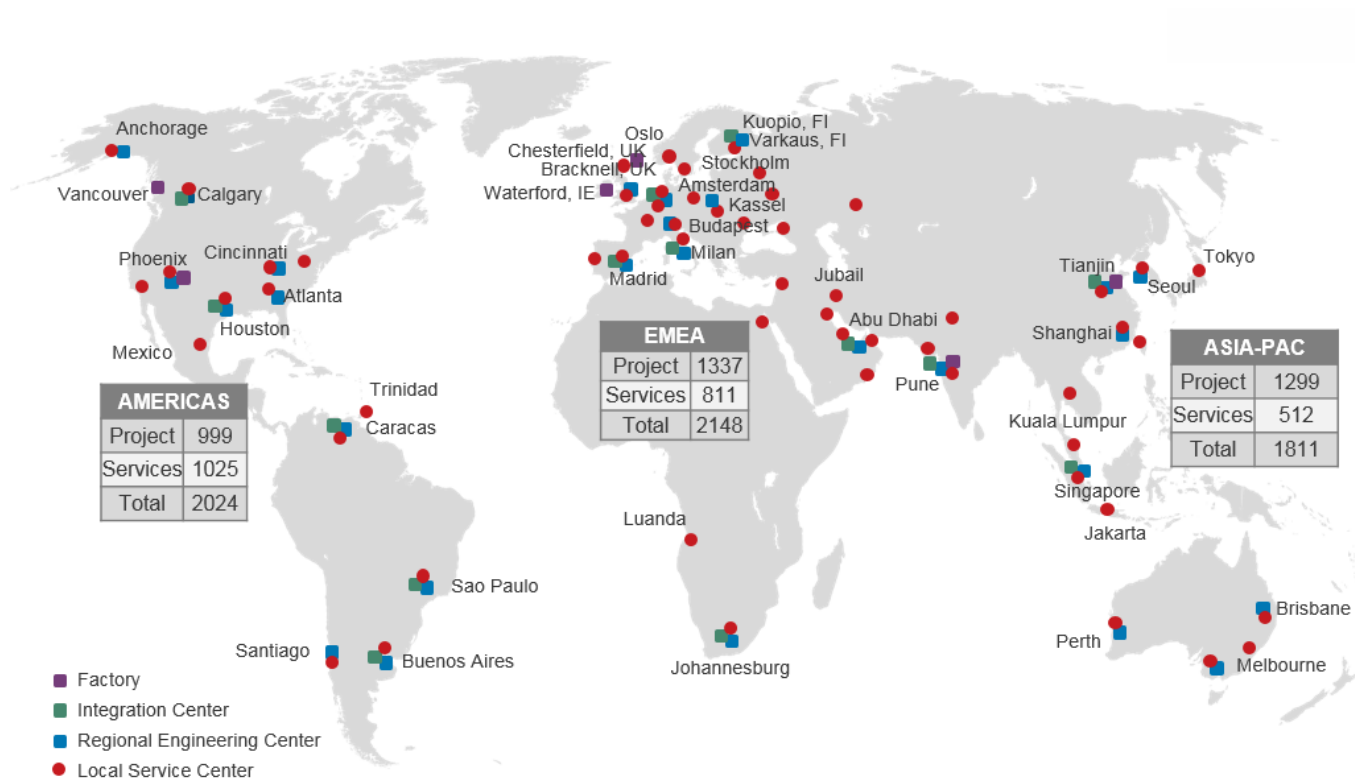 Anchorage
Kuopio, FI
Oslo
Varkaus, FI
Chesterfield, UK
Stockholm
Bracknell, UK
Amsterdam
Waterford, IE
Vancouver
Calgary
Kassel
Budapest
Cincinnati
Milan
Phoenix
Madrid
Atlanta
Houston
Mexico
Jubail
Abu Dhabi
Pune
Tianjin
Tokyo
Seoul
Shanghai
EMEA
Project 1337
Services 811
Total 2148
ASIA-PAC
Project 1299
Services 512
Total 1811
AMERICAS
Project 999
Services 1025
Total 2024
Trinidad
Caracas
Kuala Lumpur
Singapore
Jakarta
Luanda
Sao Paulo
Santiago
Buenos Aires
Johannesburg
Brisbane
Perth
Melbourne
Factory
Integration Center
Regional Engineering Center
Local Service Center